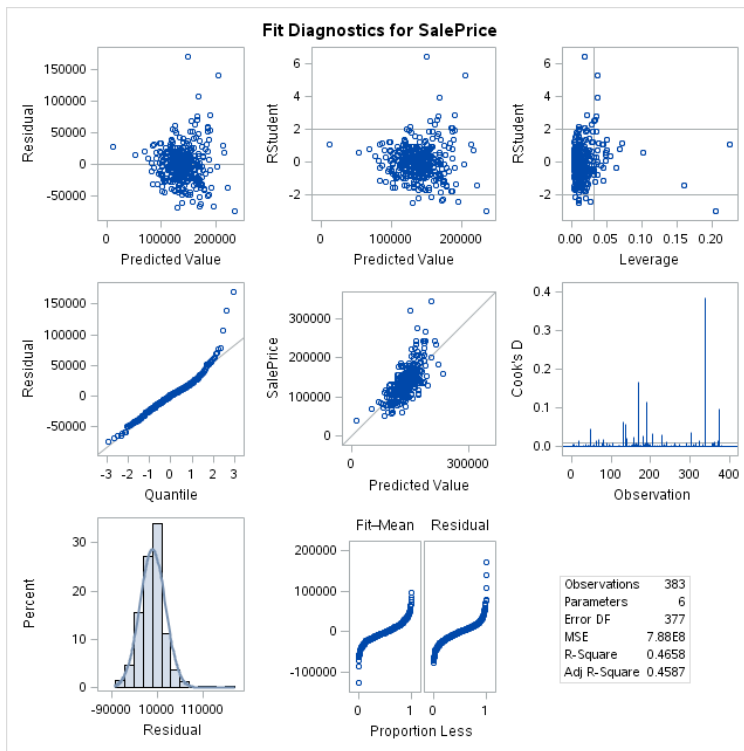 Fit Diagnostics for SalePrice
Residual
150000
100000
50000
0
-50000
100000 200000
Predicted Value
RStudent
6
4
2
0
-2
100000 200000
Predicted Value
RStudent
6
4
2
0
-2
0.00 0.05 0.10 0.15 0.20
Leverage
Residual
150000
100000
50000
0
-50000
-3 -2 -1 0 1 2 3
Quantile
SalePrice
300000
200000
100000
0
0 300000
Predicted Value
Cook's D
0.4
0.3
0.2
0.1
0.0
0 100 200 300 400
Observation
Percent
30
20
10
0
-90000 10000 110000
Residual
Fit–Mean Residual
200000
100000
0
-100000
0 1 0 1
Proportion Less
Observations 383
Parameters 6
Error DF 377
MSE 7.88E8
R-Square 0.4658
Adj R-Square 0.4587